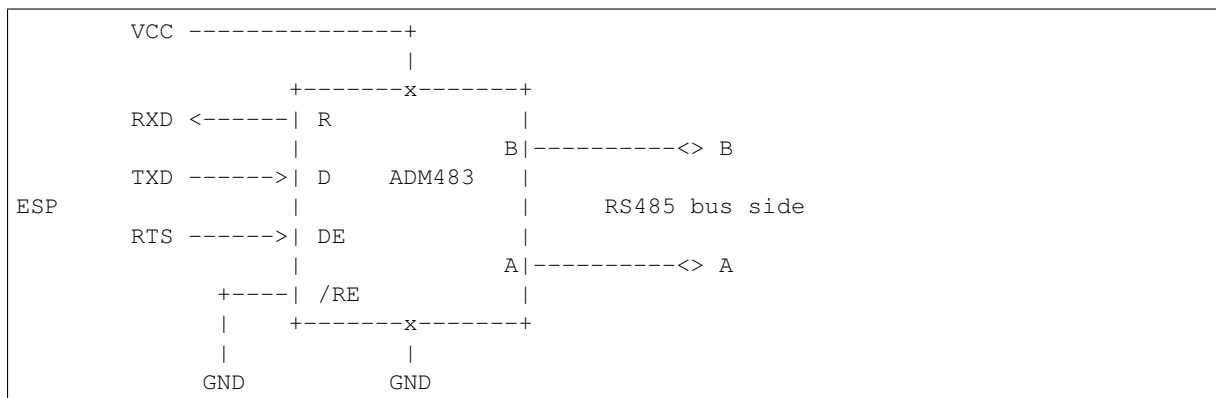 VCC ---------------+
|
+-------x-------+
RXD <------| R |
| B|----------<> B
TXD ------>| D ADM483 |
ESP | | RS485 bus side
RTS ------>| DE |
| A|----------<> A
+----| /RE |
| +-------x-------+
| |
GND GND